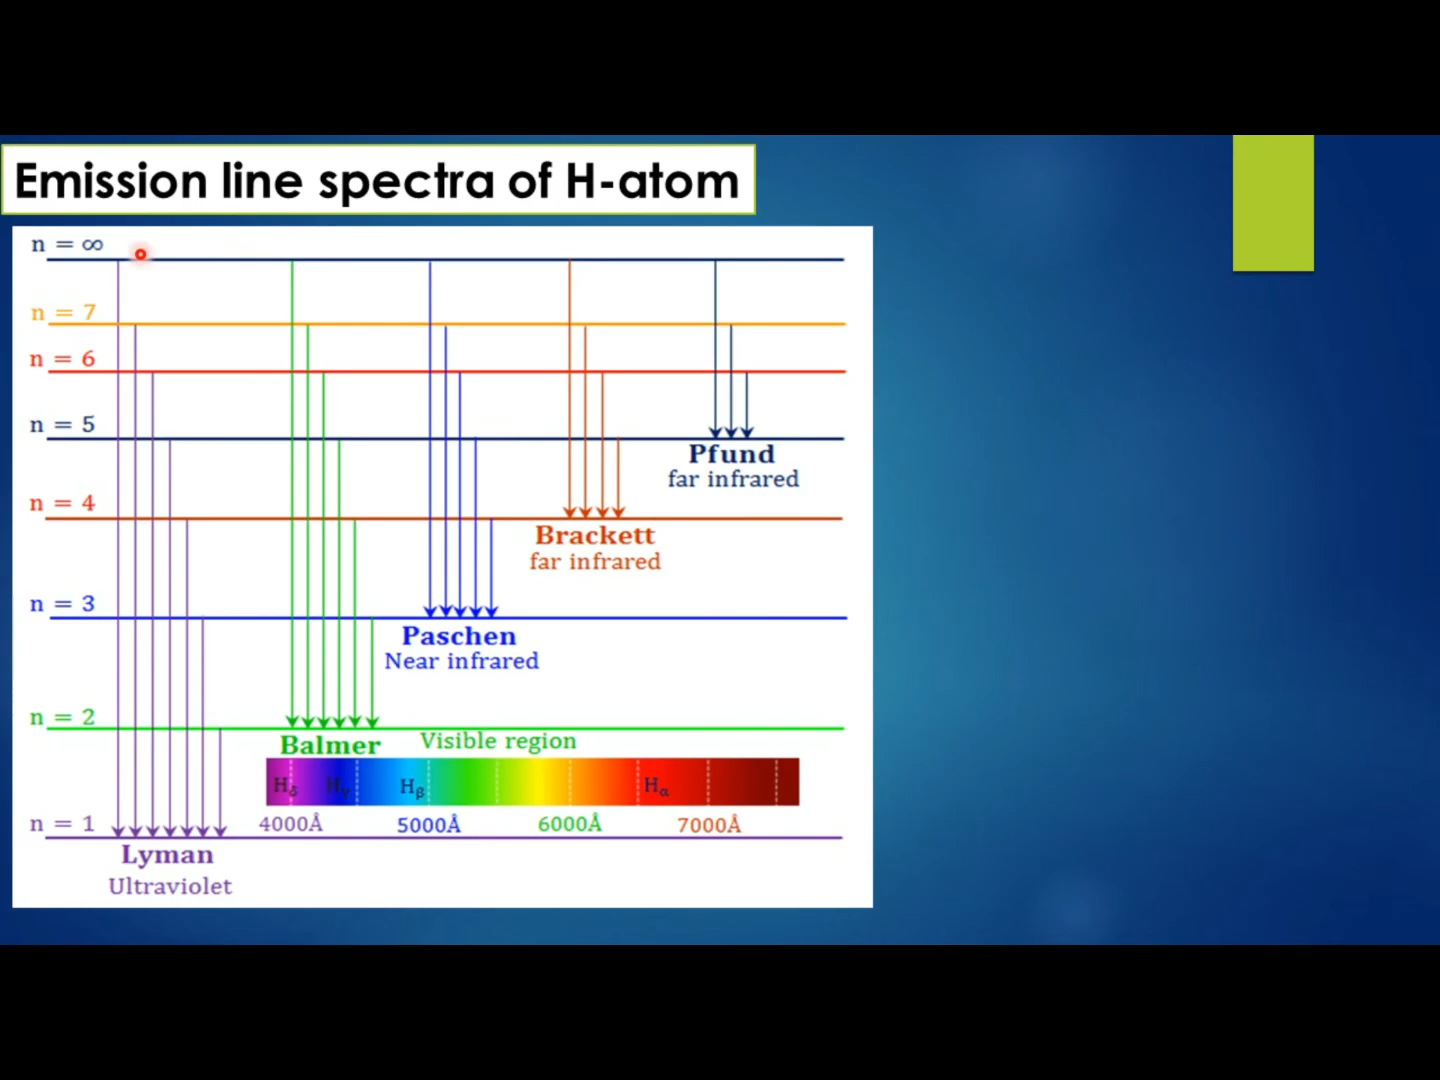 Emission line spectra of H-atom
n = ∞
n = 7
n = 6
n = 5
Pfund
far infrared
n = 4
Brackett
far infrared
n = 3
Paschen
Near infrared
n = 2
Balmer Visible region
Hδ Hγ Hβ Hα
n = 1 4000Å 5000Å 6000Å 7000Å
Lyman
Ultraviolet